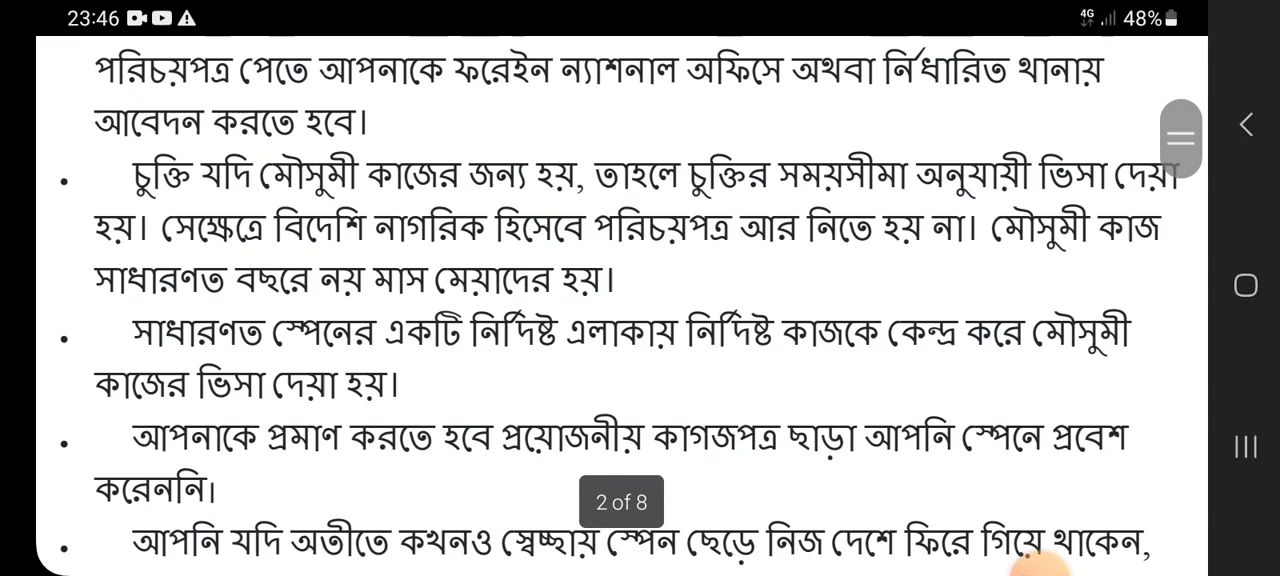 23:46
4G 48%
পরিচয়পত্র পেতে আপনাকে ফরেইন ন্যাশনাল অফিসে অথবা নির্ধারিত থানায়
আবেদন করতে হবে।
• চুক্তি যদি মৌসুমী কাজের জন্য হয়, তাহলে চুক্তির সময়সীমা অনুযায়ী ভিসা দেয়া
হয়। সেক্ষেত্রে বিদেশি নাগরিক হিসেবে পরিচয়পত্র আর নিতে হয় না। মৌসুমী কাজ
সাধারণত বছরে নয় মাস মেয়াদের হয়।
• সাধারণত স্পেনের একটি নির্দিষ্ট এলাকায় নির্দিষ্ট কাজকে কেন্দ্র করে মৌসুমী
কাজের ভিসা দেয়া হয়।
• আপনাকে প্রমাণ করতে হবে প্রয়োজনীয় কাগজপত্র ছাড়া আপনি স্পেনে প্রবেশ
করেননি।
2 of 8
• আপনি যদি অতীতে কখনও স্বেচ্ছায় স্পেন ছেড়ে নিজ দেশে ফিরে গিয়ে থাকেন,